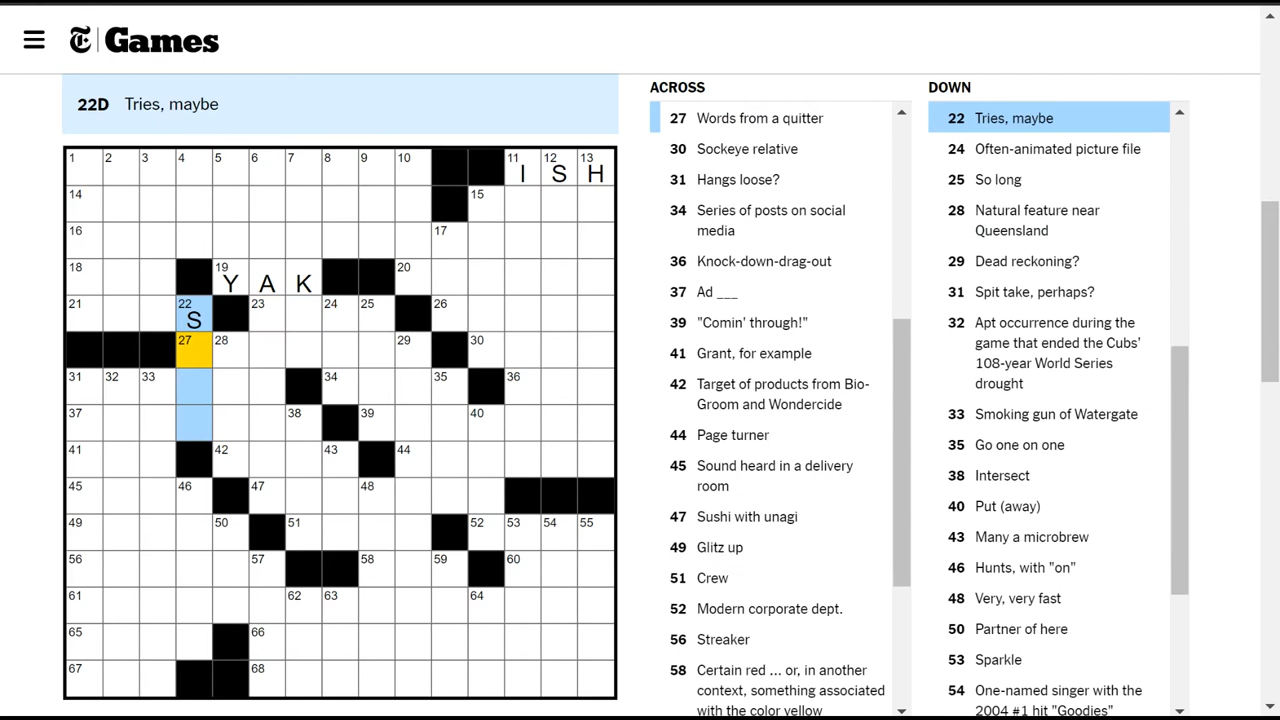 T Games
22D Tries, maybe
1 2 3 4 5 6 7 8 9 10 11 12 13
I S H
14 15
16 17
18 19 20
Y A K
21 22 23 24 25 26
S
27 28 29 30
31 32 33 34 35 36
37 38 39 40
41 42 43 44
45 46 47 48
49 50 51 52 53 54 55
56 57 58 59 60
61 62 63 64
65 66
67 68
ACROSS
27 Words from a quitter
30 Sockeye relative
31 Hangs loose?
34 Series of posts on social
media
36 Knock-down-drag-out
37 Ad ___
39 "Comin' through!"
41 Grant, for example
42 Target of products from Bio-
Groom and Wondercide
44 Page turner
45 Sound heard in a delivery
room
47 Sushi with unagi
49 Glitz up
51 Crew
52 Modern corporate dept.
56 Streaker
58 Certain red ... or, in another
context, something associated
with the color yellow
DOWN
22 Tries, maybe
24 Often-animated picture file
25 So long
28 Natural feature near
Queensland
29 Dead reckoning?
31 Spit take, perhaps?
32 Apt occurrence during the
game that ended the Cubs'
108-year World Series
drought
33 Smoking gun of Watergate
35 Go one on one
38 Intersect
40 Put (away)
43 Many a microbrew
46 Hunts, with "on"
48 Very, very fast
50 Partner of here
53 Sparkle
54 One-named singer with the
2004 #1 hit "Goodies"